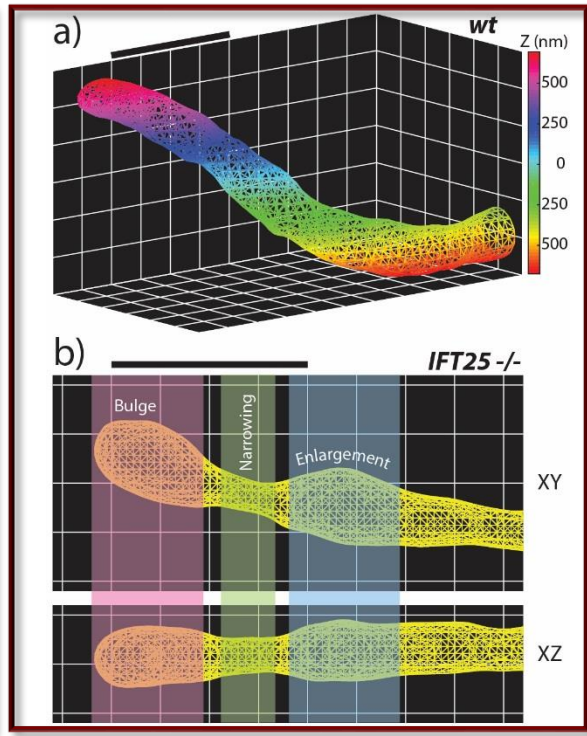 a)
wt
Z (nm)
500
250
0
250
500
b)
IFT25 -/-
Bulge
Narrowing
Enlargement
XY
XZ